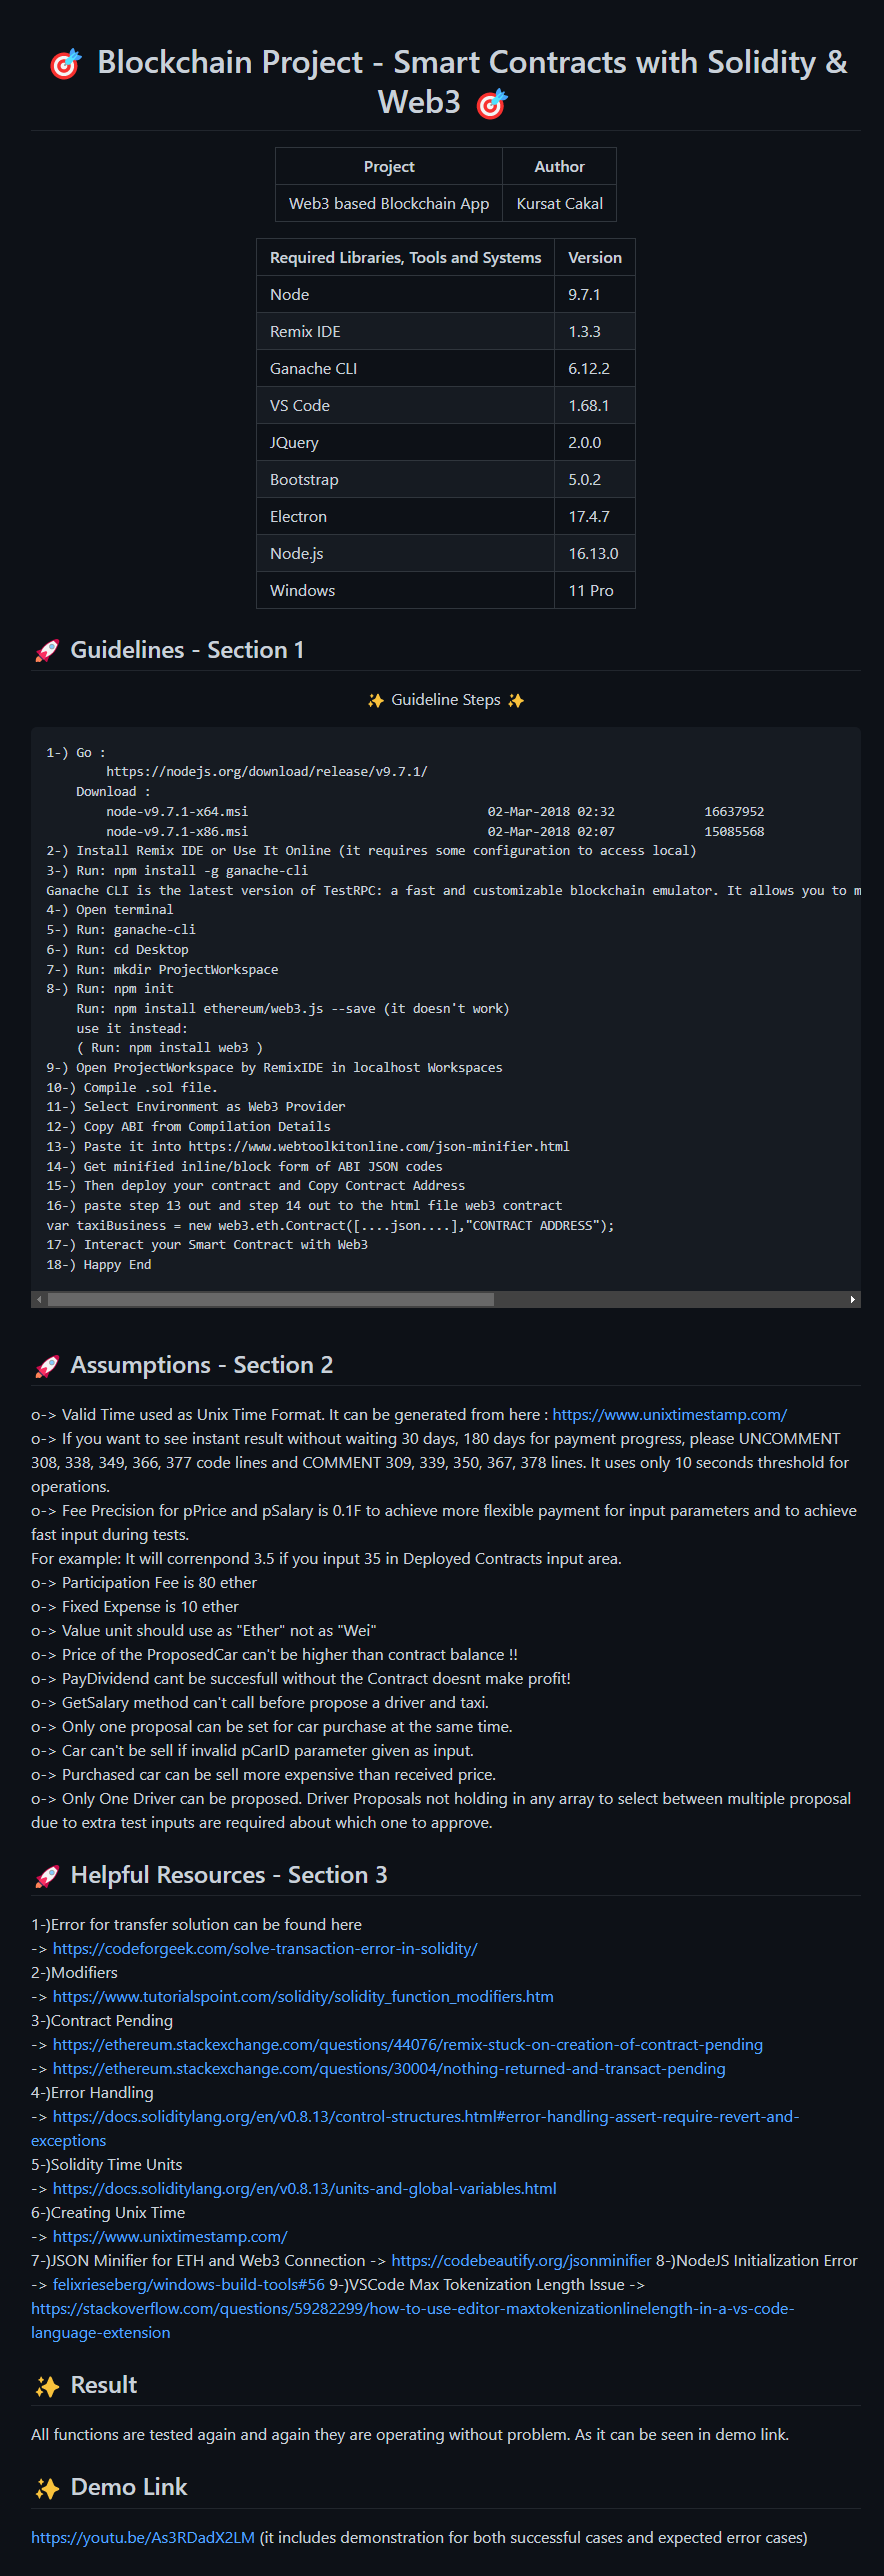 🎯 Blockchain Project - Smart Contracts with Solidity &
Web3 🎯
Project Author
Web3 based Blockchain App Kursat Cakal
Required Libraries, Tools and Systems Version
Node 9.7.1
Remix IDE 1.3.3
Ganache CLI 6.12.2
VS Code 1.68.1
JQuery 2.0.0
Bootstrap 5.0.2
Electron 17.4.7
Node.js 16.13.0
Windows 11 Pro
🚀 Guidelines - Section 1
✨ Guideline Steps ✨
1-) Go :
https://nodejs.org/download/release/v9.7.1/
Download :
node-v9.7.1-x64.msi 02-Mar-2018 02:32 16637952
node-v9.7.1-x86.msi 02-Mar-2018 02:07 15085568
2-) Install Remix IDE or Use It Online (it requires some configuration to access local)
3-) Run: npm install -g ganache-cli
Ganache CLI is the latest version of TestRPC: a fast and customizable blockchain emulator. It allows you to m
4-) Open terminal
5-) Run: ganache-cli
6-) Run: cd Desktop
7-) Run: mkdir ProjectWorkspace
8-) Run: npm init
Run: npm install ethereum/web3.js --save (it doesn't work)
use it instead:
( Run: npm install web3 )
9-) Open ProjectWorkspace by RemixIDE in localhost Workspaces
10-) Compile .sol file.
11-) Select Environment as Web3 Provider
12-) Copy ABI from Compilation Details
13-) Paste it into https://www.webtoolkitonline.com/json-minifier.html
14-) Get minified inline/block form of ABI JSON codes
15-) Then deploy your contract and Copy Contract Address
16-) paste step 13 out and step 14 out to the html file web3 contract
var taxiBusiness = new web3.eth.Contract([....json....],"CONTRACT ADDRESS");
17-) Interact your Smart Contract with Web3
18-) Happy End
🚀 Assumptions - Section 2
o-> Valid Time used as Unix Time Format. It can be generated from here : https://www.unixtimestamp.com/
o-> If you want to see instant result without waiting 30 days, 180 days for payment progress, please UNCOMMENT
308, 338, 349, 366, 377 code lines and COMMENT 309, 339, 350, 367, 378 lines. It uses only 10 seconds threshold for
operations.
o-> Fee Precision for pPrice and pSalary is 0.1F to achieve more flexible payment for input parameters and to achieve
fast input during tests.
For example: It will correnpond 3.5 if you input 35 in Deployed Contracts input area.
o-> Participation Fee is 80 ether
o-> Fixed Expense is 10 ether
o-> Value unit should use as "Ether" not as "Wei"
o-> Price of the ProposedCar can't be higher than contract balance !!
o-> PayDividend cant be succesfull without the Contract doesnt make profit!
o-> GetSalary method can't call before propose a driver and taxi.
o-> Only one proposal can be set for car purchase at the same time.
o-> Car can't be sell if invalid pCarID parameter given as input.
o-> Purchased car can be sell more expensive than received price.
o-> Only One Driver can be proposed. Driver Proposals not holding in any array to select between multiple proposal
due to extra test inputs are required about which one to approve.
🚀 Helpful Resources - Section 3
1-)Error for transfer solution can be found here
-> https://codeforgeek.com/solve-transaction-error-in-solidity/
2-)Modifiers
-> https://www.tutorialspoint.com/solidity/solidity_function_modifiers.htm
3-)Contract Pending
-> https://ethereum.stackexchange.com/questions/44076/remix-stuck-on-creation-of-contract-pending
-> https://ethereum.stackexchange.com/questions/30004/nothing-returned-and-transact-pending
4-)Error Handling
-> https://docs.soliditylang.org/en/v0.8.13/control-structures.html#error-handling-assert-require-revert-and-
exceptions
5-)Solidity Time Units
-> https://docs.soliditylang.org/en/v0.8.13/units-and-global-variables.html
6-)Creating Unix Time
-> https://www.unixtimestamp.com/
7-)JSON Minifier for ETH and Web3 Connection -> https://codebeautify.org/jsonminifier 8-)NodeJS Initialization Error
-> felixrieseberg/windows-build-tools#56 9-)VSCode Max Tokenization Length Issue ->
https://stackoverflow.com/questions/59282299/how-to-use-editor-maxtokenizationlinelength-in-a-vs-code-
language-extension
✨ Result
All functions are tested again and again they are operating without problem. As it can be seen in demo link.
✨ Demo Link
https://youtu.be/As3RDadX2LM (it includes demonstration for both successful cases and expected error cases)